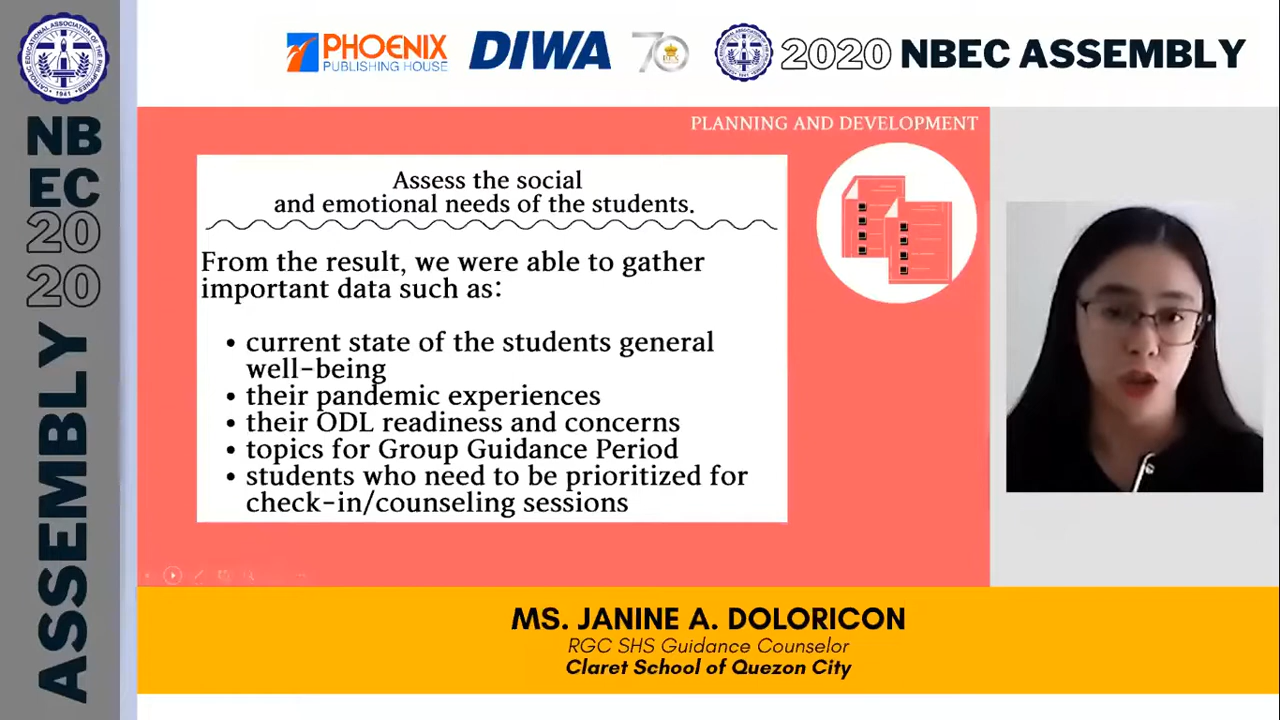 PHOENIX
PUBLISHING HOUSE
DIWA
70
2020 NBEC ASSEMBLY
1941
NB
EC
20
20
ASSEMBLY
PLANNING AND DEVELOPMENT
Assess the social
and emotional needs of the students.
From the result, we were able to gather
important data such as:
• current state of the students general
well-being
• their pandemic experiences
• their ODL readiness and concerns
• topics for Group Guidance Period
• students who need to be prioritized for
check-in/counseling sessions
MS. JANINE A. DOLORICON
RGC SHS Guidance Counselor
Claret School of Quezon City